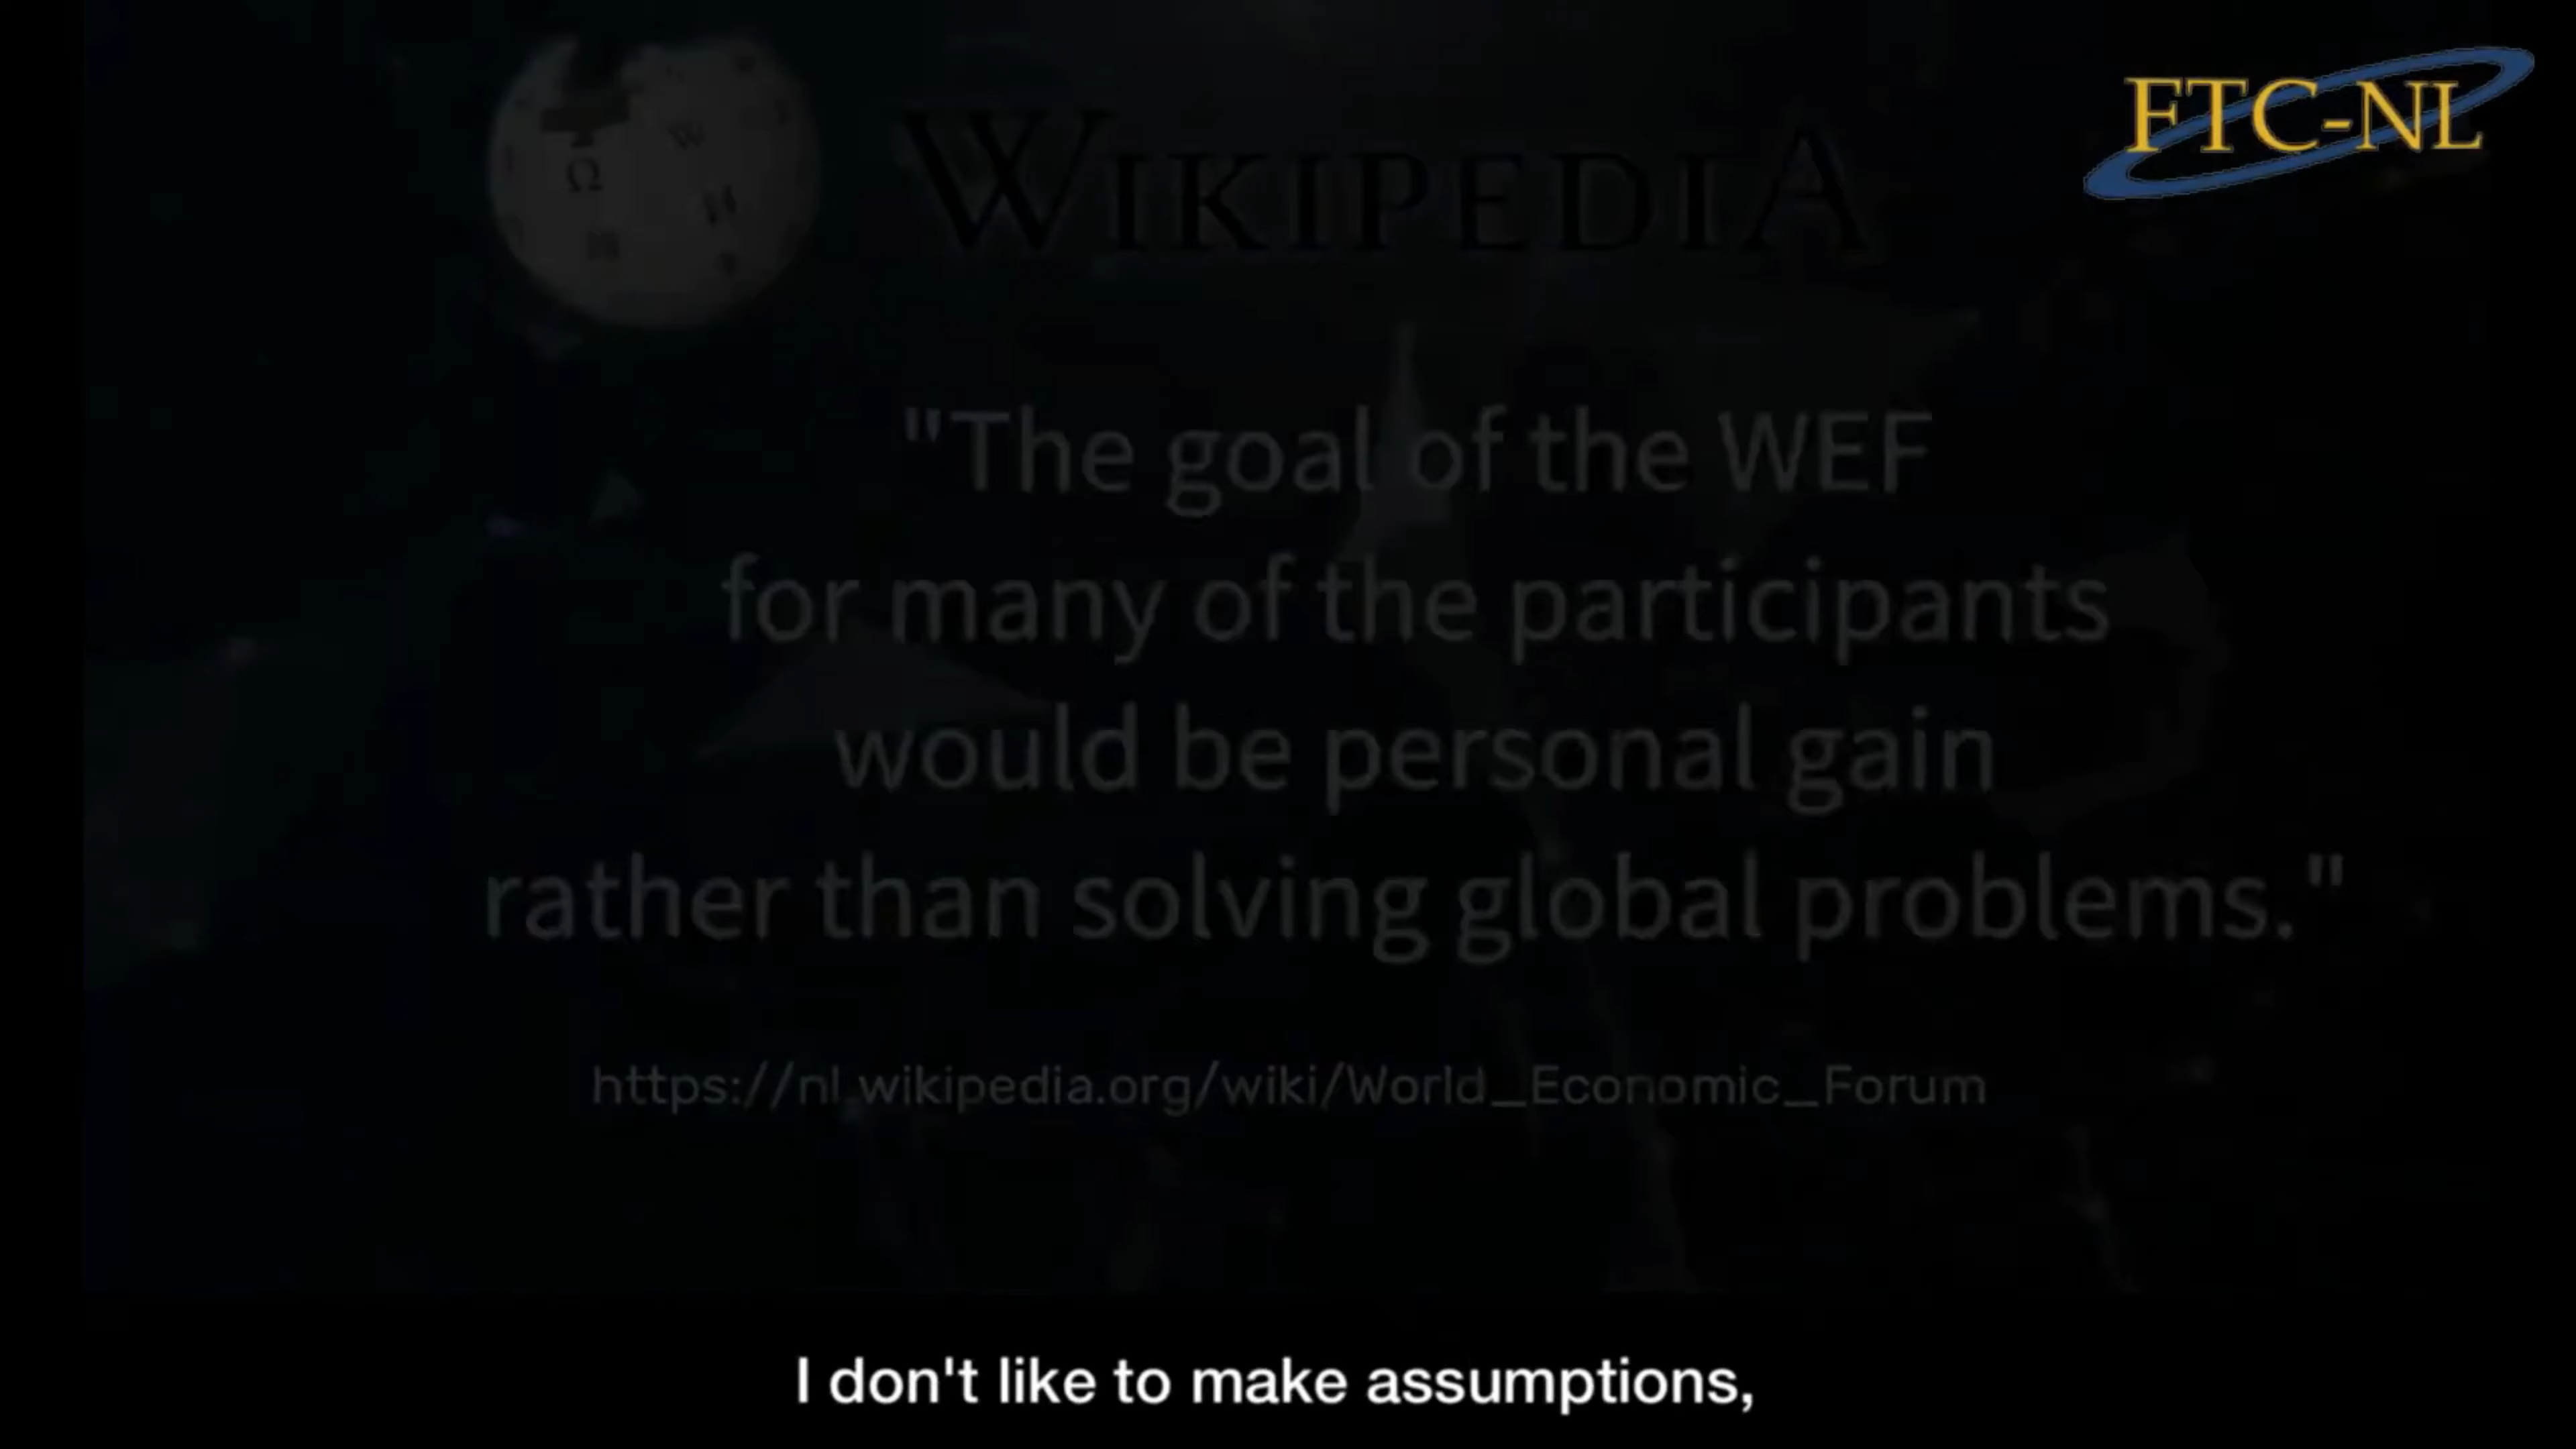 FTC-NL
WIKIPEDIA
"The goal of the WEF
for many of the participants
would be personal gain
rather than solving global problems."
https://nl.wikipedia.org/wiki/World_Economic_Forum
I don't like to make assumptions,